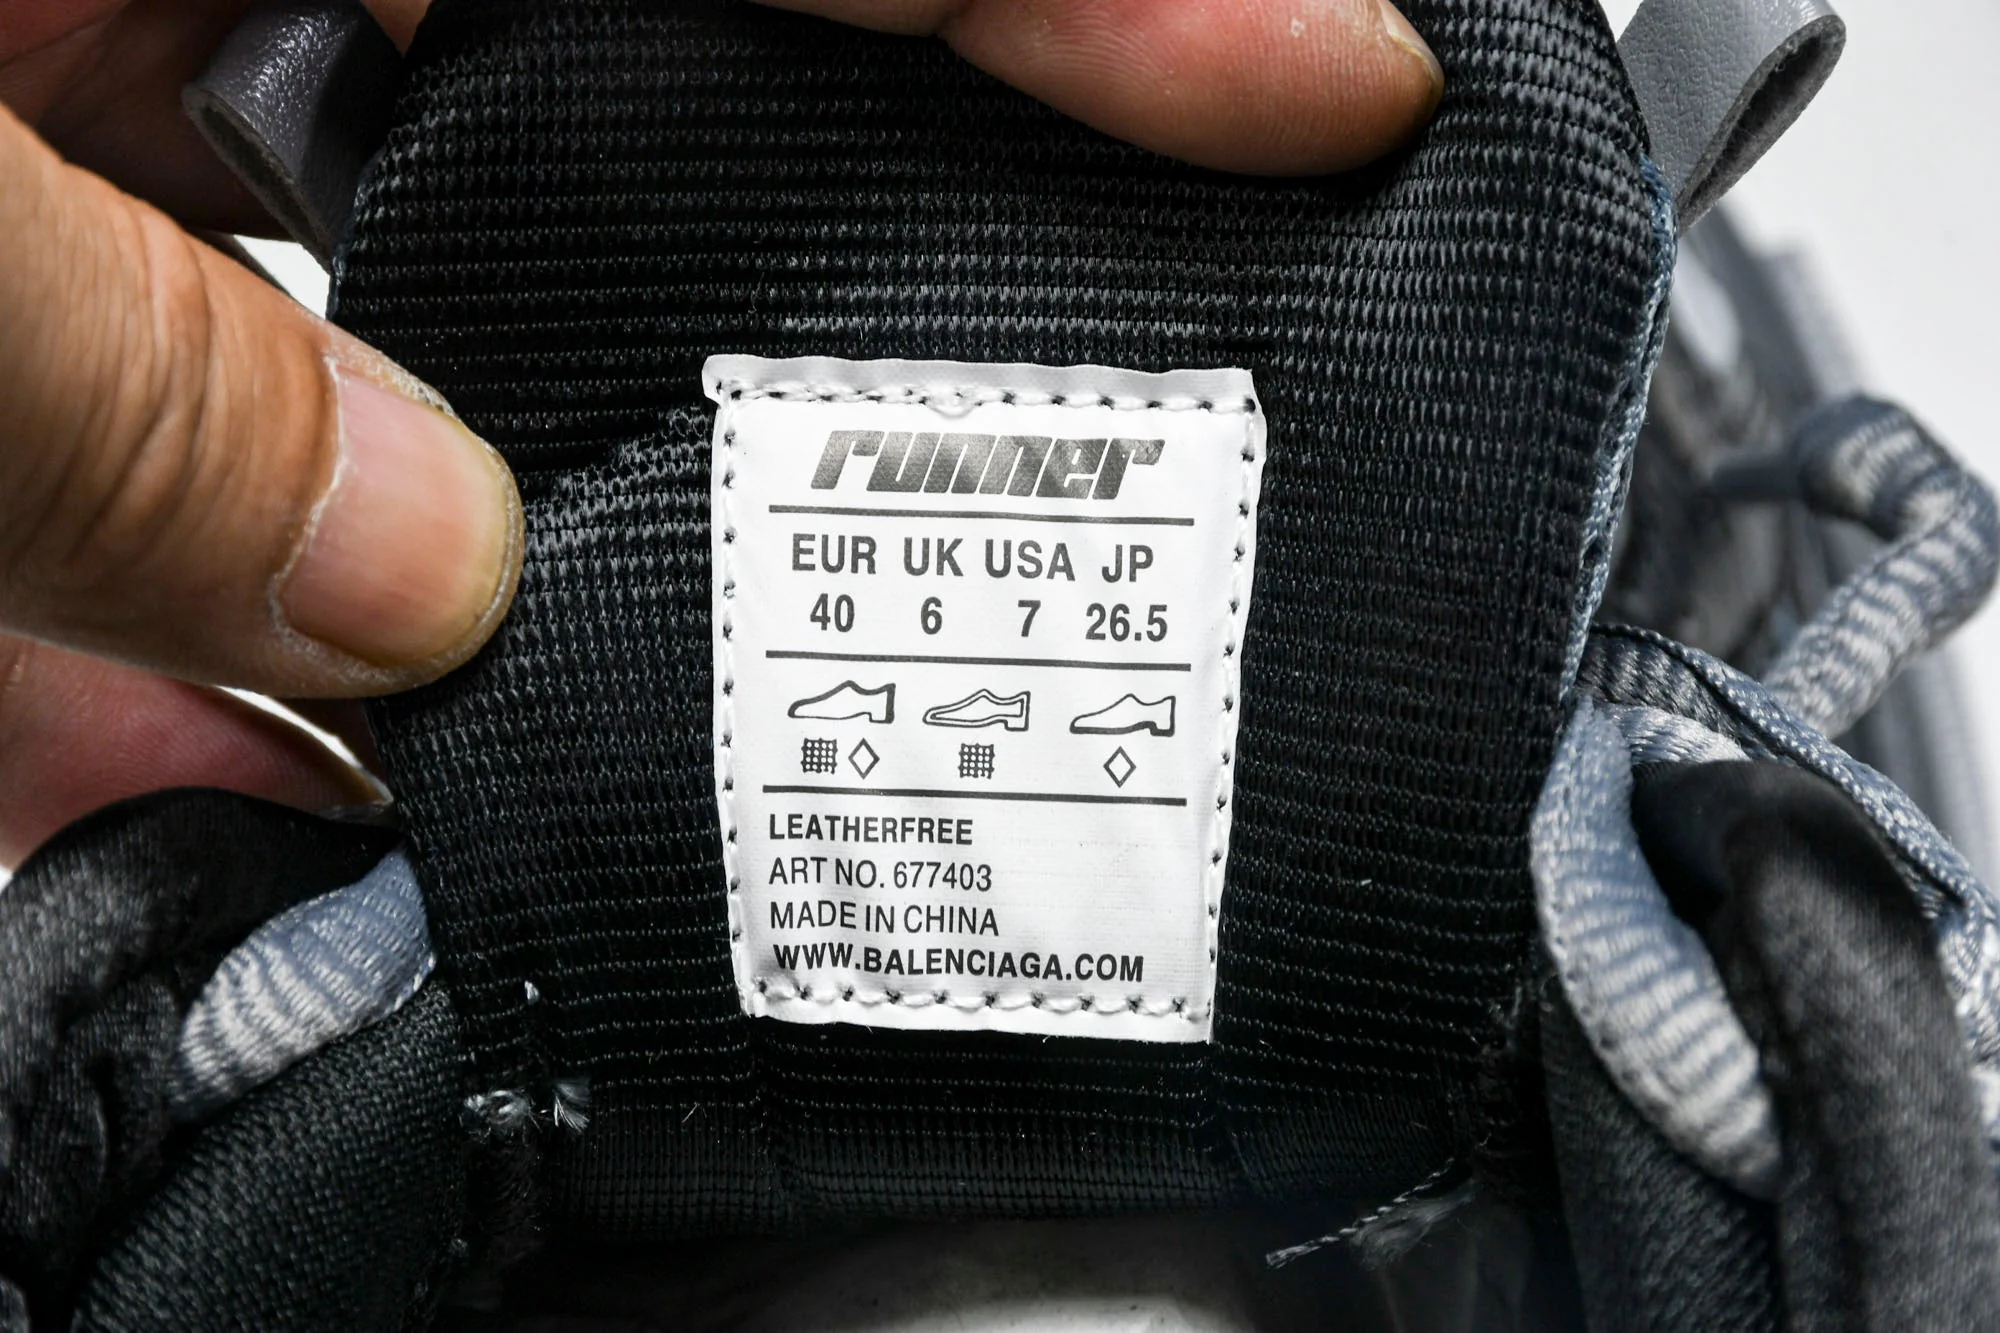 runner
EUR UK USA JP
40 6 7 26.5
LEATHERFREE
ART NO. 677403
MADE IN CHINA
WWW.BALENCIAGA.COM